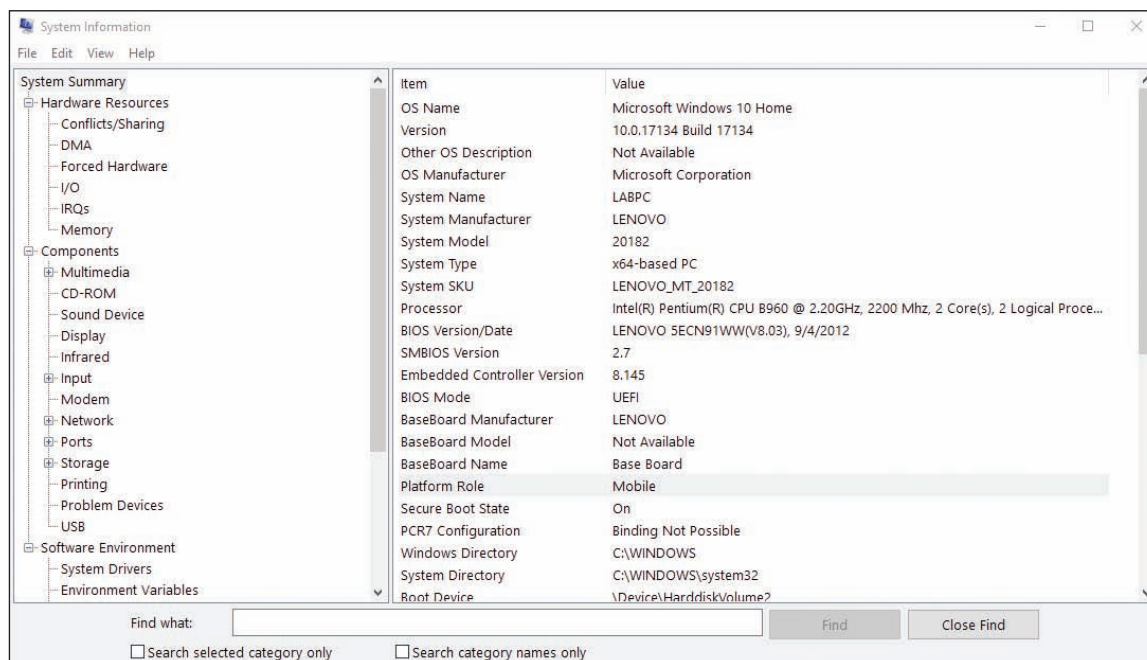 System Information
File Edit View Help
System Summary
Hardware Resources
Conflicts/Sharing
DMA
Forced Hardware
I/O
IRQs
Memory
Components
Multimedia
CD-ROM
Sound Device
Display
Infrared
Input
Modem
Network
Ports
Storage
Printing
Problem Devices
USB
Software Environment
System Drivers
Environment Variables
Item Value
OS Name Microsoft Windows 10 Home
Version 10.0.17134 Build 17134
Other OS Description Not Available
OS Manufacturer Microsoft Corporation
System Name LABPC
System Manufacturer LENOVO
System Model 20182
System Type x64-based PC
System SKU LENOVO_MT_20182
Processor Intel(R) Pentium(R) CPU B960 @ 2.20GHz, 2200 Mhz, 2 Core(s), 2 Logical Proce...
BIOS Version/Date LENOVO 5ECN91WW(V8.03), 9/4/2012
SMBIOS Version 2.7
Embedded Controller Version 8.145
BIOS Mode UEFI
BaseBoard Manufacturer LENOVO
BaseBoard Model Not Available
BaseBoard Name Base Board
Platform Role Mobile
Secure Boot State On
PCR7 Configuration Binding Not Possible
Windows Directory C:\WINDOWS
System Directory C:\WINDOWS\system32
Boot Device \Device\HarddiskVolume2
Find what: Find Close Find
Search selected category only Search category names only